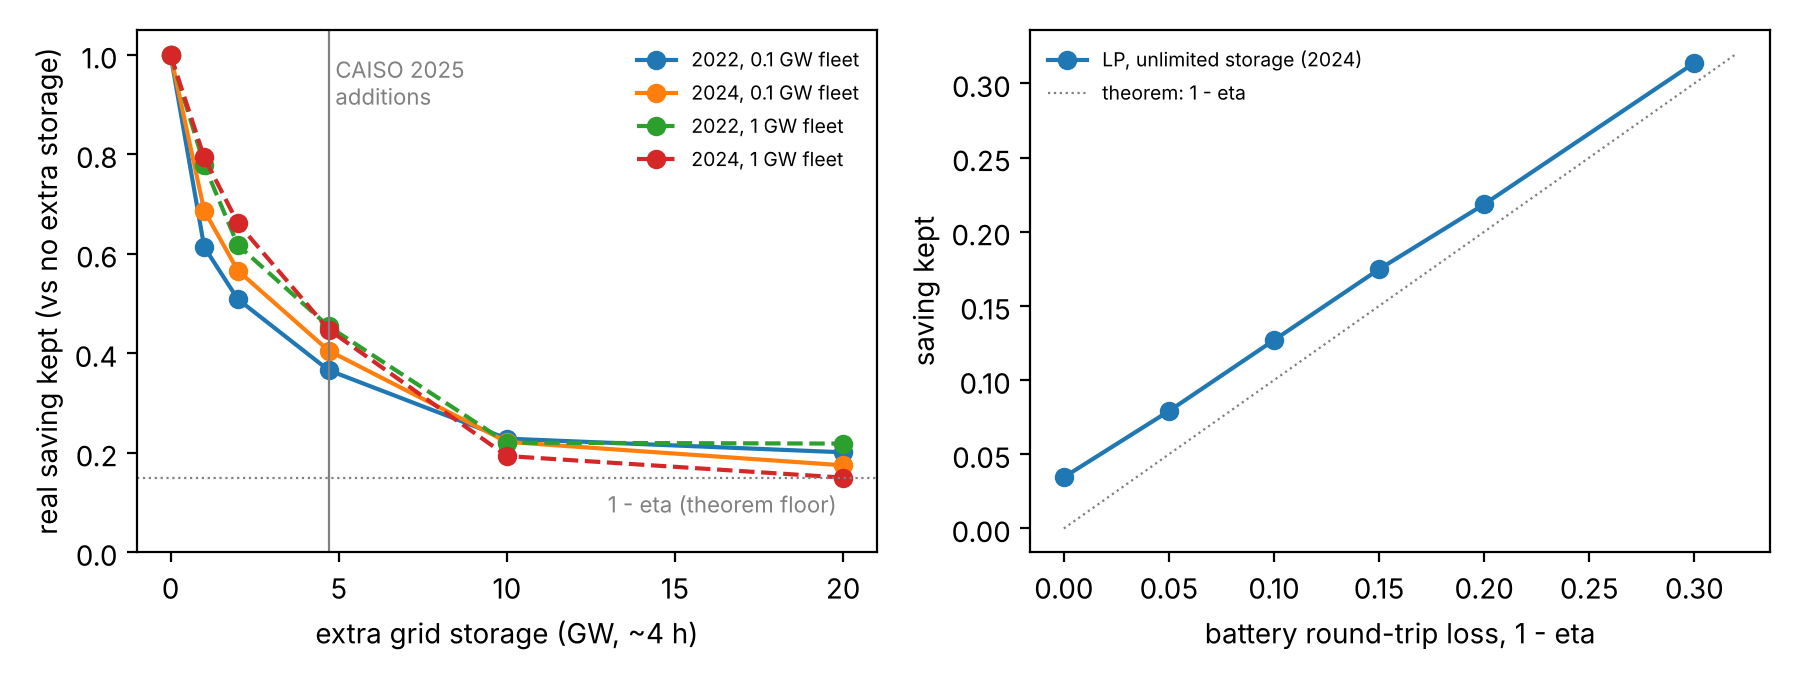 real saving kept (vs no extra storage)
1.0
0.8
0.6
0.4
0.2
0.0
CAISO 2025
additions
2022, 0.1 GW fleet
2024, 0.1 GW fleet
2022, 1 GW fleet
2024, 1 GW fleet
1 - eta (theorem floor)
0 5 10 15 20
extra grid storage (GW, ~4 h)
saving kept
0.30
0.25
0.20
0.15
0.10
0.05
0.00
LP, unlimited storage (2024)
theorem: 1 - eta
0.00 0.05 0.10 0.15 0.20 0.25 0.30
battery round-trip loss, 1 - eta